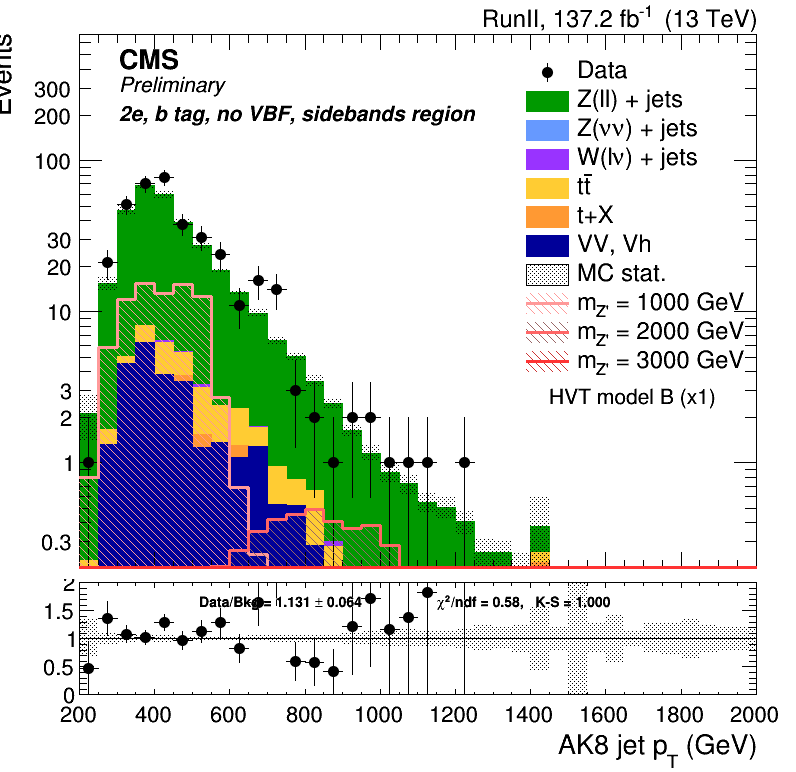 RunII, 137.2 fb⁻¹ (13 TeV)
Events
CMS
Preliminary
2e, b tag, no VBF, sidebands region
Data
Z(ll) + jets
Z(νν) + jets
W(lν) + jets
tt̄
t+X
VV, Vh
MC stat.
m_Z' = 1000 GeV
m_Z' = 2000 GeV
m_Z' = 3000 GeV
HVT model B (x1)
300
200
100
30
20
10
3
2
1
0.3
Data/Bkg = 1.131 ± 0.064
χ²/ndf = 0.58, K-S = 1.000
2
1.5
1
0.5
0
200 400 600 800 1000 1200 1400 1600 1800 2000
AK8 jet p_T (GeV)